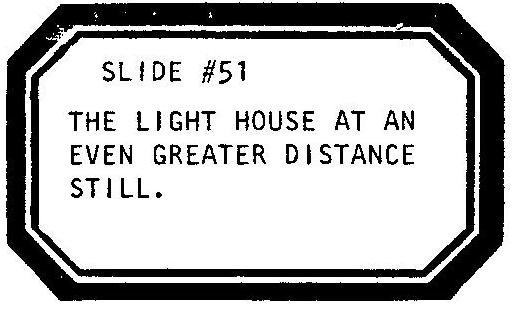 SLIDE #51
THE LIGHT HOUSE AT AN
EVEN GREATER DISTANCE
STILL.